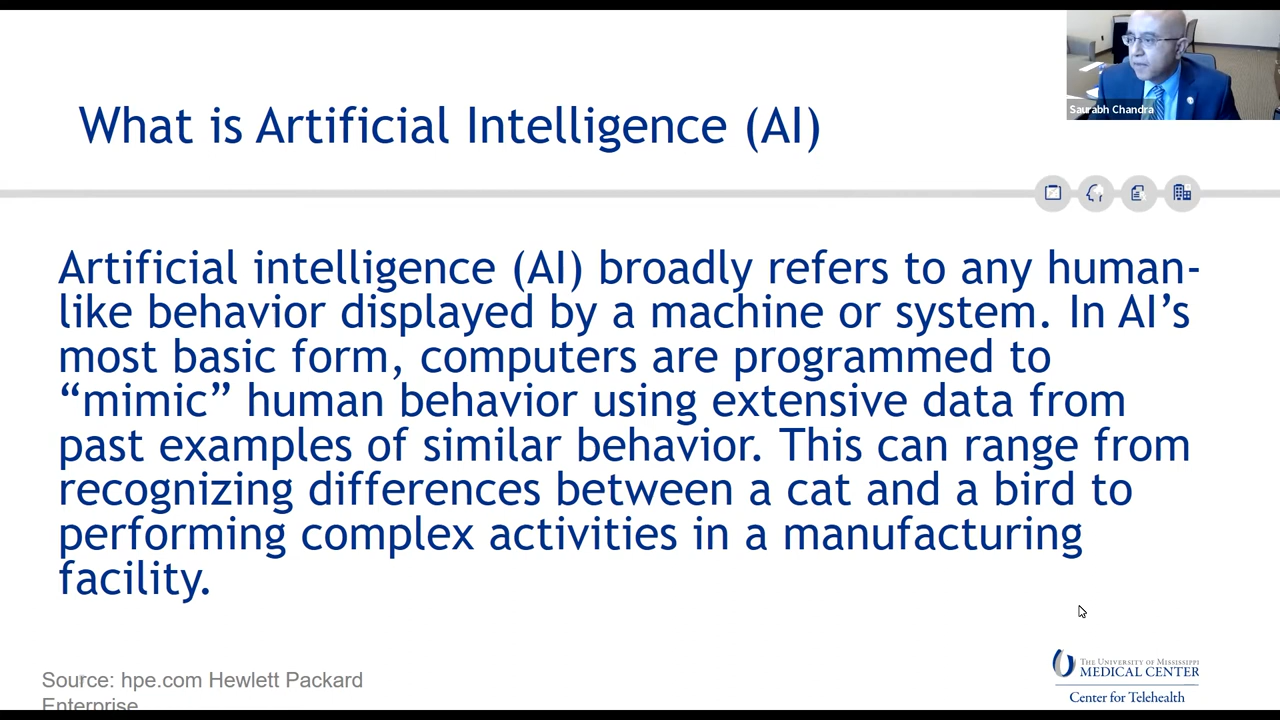 Saurabh Chandra
What is Artificial Intelligence (AI)
Artificial intelligence (AI) broadly refers to any human-
like behavior displayed by a machine or system. In AI’s
most basic form, computers are programmed to
“mimic” human behavior using extensive data from
past examples of similar behavior. This can range from
recognizing differences between a cat and a bird to
performing complex activities in a manufacturing
facility.
Source: hpe.com Hewlett Packard
Enterprise
THE UNIVERSITY OF MISSISSIPPI
MEDICAL CENTER
Center for Telehealth